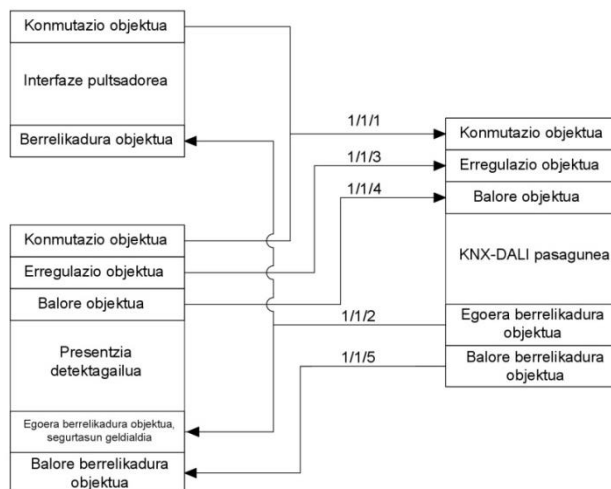 Konmutazio objektua
Interfaze pultsadorea
Berrelikadura objektua
Konmutazio objektua
Erregulazio objektua
Balore objektua
Presentzia
detektagailua
Egoera berrelikadura objektua,
segurtasun geldialdia
Balore berrelikadura
objektua
1/1/1
1/1/3
1/1/4
1/1/2
1/1/5
Konmutazio objektua
Erregulazio objektua
Balore objektua
KNX-DALI pasagunea
Egoera berrelikadura
objektua
Balore berrelikadura
objektua